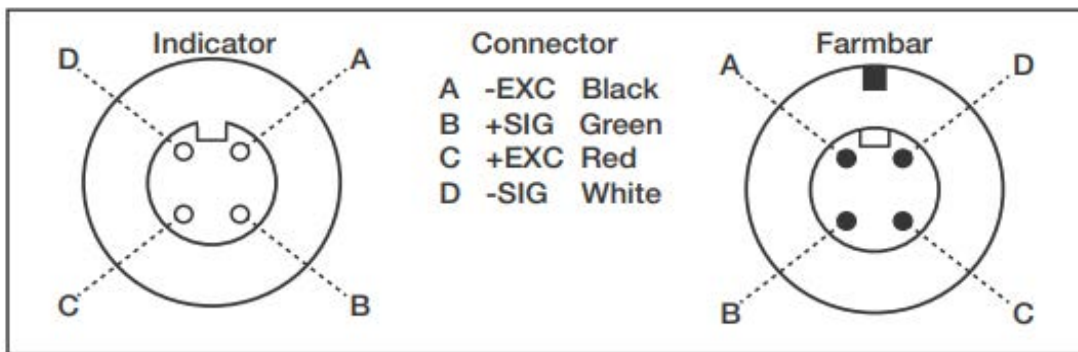 Indicator
D
A
C
B
Connector
A -EXC Black
B +SIG Green
C +EXC Red
D -SIG White
Farmbar
A
D
B
C